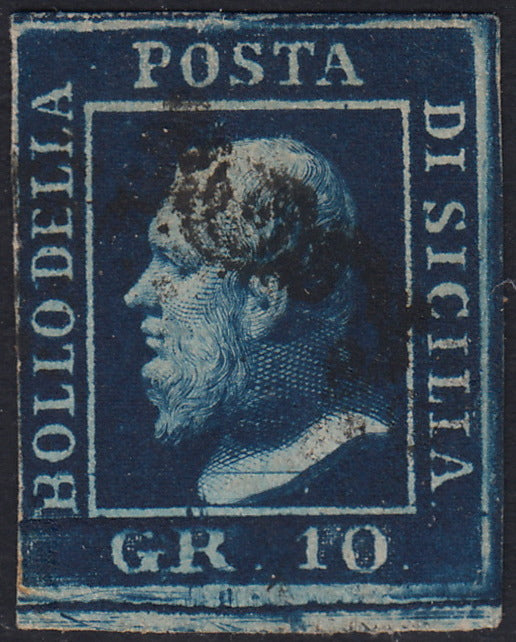 BOLLO DELLA
POSTA
DI SICILIA
GR. 10.